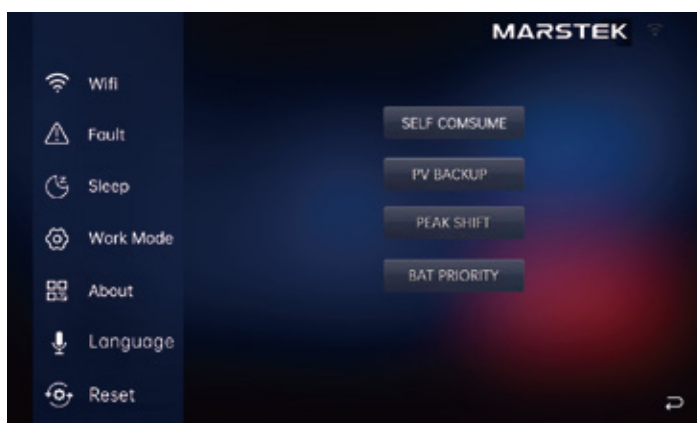 MARSTEK
Wifi
Fault
Sleep
Work Mode
About
Language
Reset
SELF COMSUME
PV BACKUP
PEAK SHIFT
BAT PRIORITY